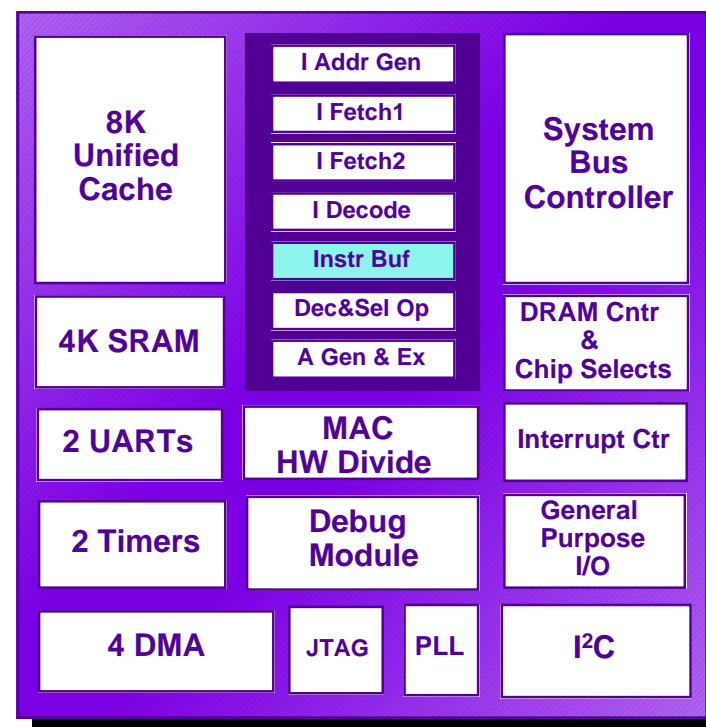 8K
Unified
Cache
I Addr Gen
I Fetch1
I Fetch2
I Decode
Instr Buf
Dec&Sel Op
A Gen & Ex
System
Bus
Controller
4K SRAM
DRAM Cntr
&
Chip Selects
2 UARTs
MAC
HW Divide
Interrupt Ctr
2 Timers
Debug
Module
General
Purpose
I/O
4 DMA
JTAG
PLL
I²C